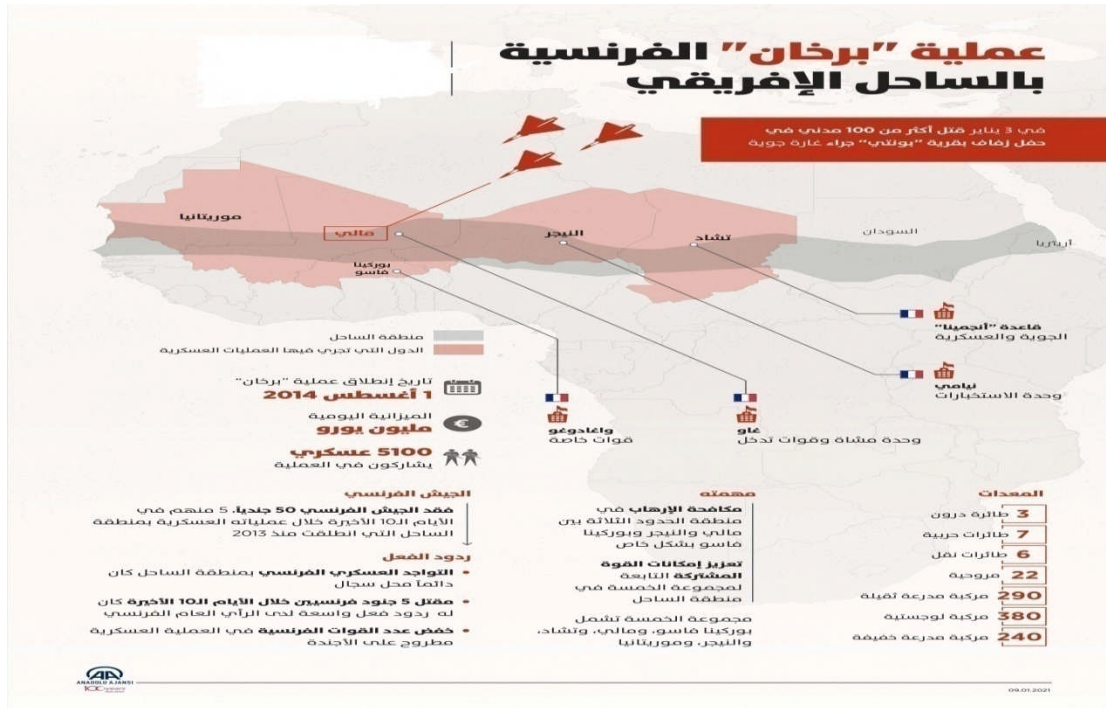 عملية "برخان" الفرنسية
بالساحل الإفريقي
في 3 يناير قتل أكثر من 100 مدني في
حفل زفاف بقرية "بونتي" جراء غارة جوية
موريتانيا
مالي
النيجر
تشاد
السودان
أريتريا
بوركينا
فاسو
قاعدة "أنجمينا"
الجوية والعسكرية
نيامي
وحدة الاستخبارات
غاو
وحدة مشاة وقوات تدخل
واغادوغو
قوات خاصة
منطقة الساحل
الدول التي تجري فيها العمليات العسكرية
تاريخ إنطلاق عملية "برخان"
1 أغسطس 2014
الميزانية اليومية
مليون يورو
5100 عسكري
يشاركون في العملية
المعدات
3 طائرة درون
7 طائرات حربية
6 طائرات نقل
22 مروحية
290 مركبة مدرعة ثقيلة
380 مركبة لوجستية
240 مركبة مدرعة خفيفة
مهمته
مكافحة الإرهاب في
منطقة الحدود الثلاثة بين
مالي والنيجر وبوركينا
فاسو بشكل خاص
تعزيز إمكانات القوة
المشتركة التابعة
لمجموعة الخمسة في
منطقة الساحل
مجموعة الخمسة تشمل
بوركينا فاسو، ومالي، وتشاد،
والنيجر، وموريتانيا
الجيش الفرنسي
فقد الجيش الفرنسي 50 جندياً، 5 منهم في
الأيام الـ10 الأخيرة خلال عملياته العسكرية بمنطقة
الساحل التي انطلقت منذ 2013
ردود الفعل
• التواجد العسكري الفرنسي بمنطقة الساحل كان
دائماً محل سجال
• مقتل 5 جنود فرنسيين خلال الأيام الـ10 الأخيرة كان
له ردود فعل واسعة لدى الرأي العام الفرنسي
• خفض عدد القوات الفرنسية في العملية العسكرية
مطروح على الأجندة
AA
ANADOLU AJANSI
09.01.2021